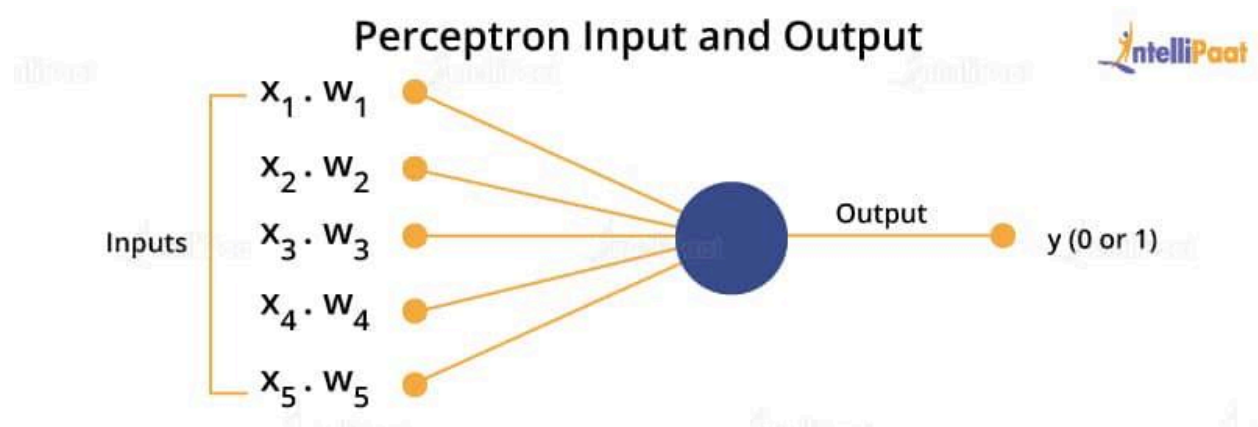 Perceptron Input and Output
IntelliPaat
x₁ . w₁
x₂ . w₂
x₃ . w₃
x₄ . w₄
x₅ . w₅
Inputs
Output
y (0 or 1)